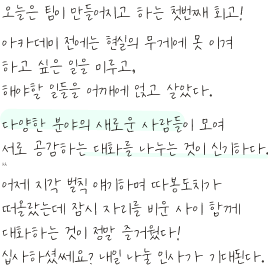 오늘은 팀이 만들어지고 하는 첫번째 회고!
아카데미 전에는 현실의 무게에 못 이겨
하고 싶은 일을 미루고,
해야할 일들을 어깨에 얹고 살았다.
다양한 분야의 새로운 사람들이 모여
서로 공감하는 대화를 나누는 것이 신기하다.
^^
어제 지각 벌칙 얘기하며 따봉도치가
떠올랐는데 잠시 자리를 비운 사이 함께
대화하는 것이 정말 즐거웠다!
십사하셨쎄요? 내일 나눌 인사가 기대된다.